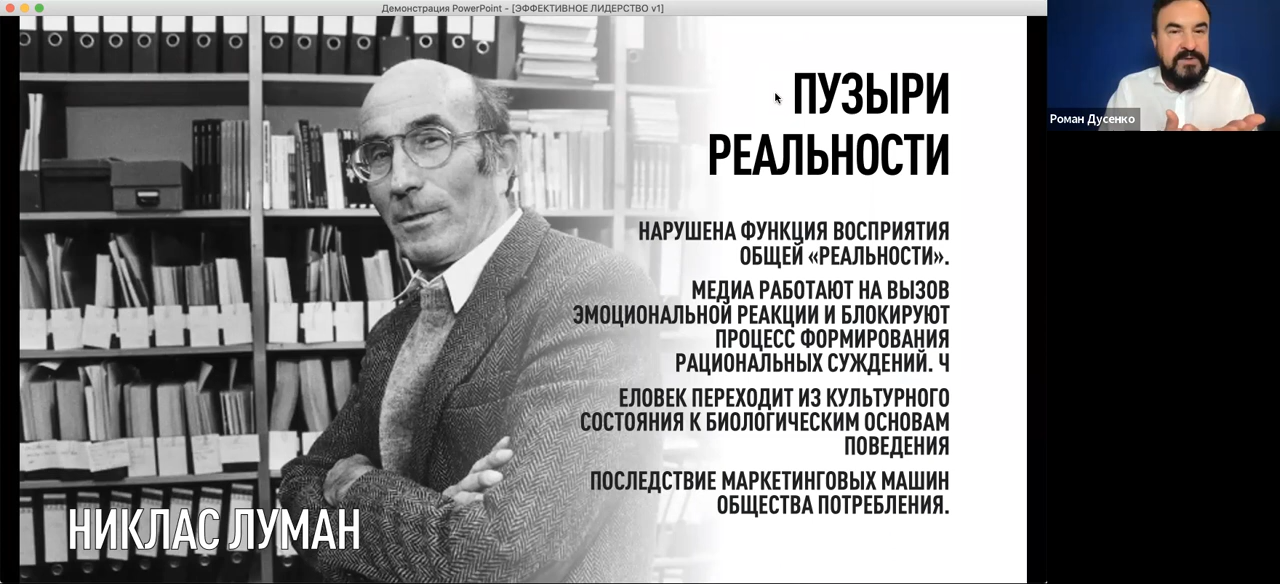 Демонстрация PowerPoint - [ЭФФЕКТИВНОЕ ЛИДЕРСТВО v1]
ПУЗЫРИ
РЕАЛЬНОСТИ
НАРУШЕНА ФУНКЦИЯ ВОСПРИЯТИЯ
ОБЩЕЙ «РЕАЛЬНОСТИ».
МЕДИА РАБОТАЮТ НА ВЫЗОВ
ЭМОЦИОНАЛЬНОЙ РЕАКЦИИ И БЛОКИРУЮТ
ПРОЦЕСС ФОРМИРОВАНИЯ
РАЦИОНАЛЬНЫХ СУЖДЕНИЙ. Ч
ЕЛОВЕК ПЕРЕХОДИТ ИЗ КУЛЬТУРНОГО
СОСТОЯНИЯ К БИОЛОГИЧЕСКИМ ОСНОВАМ
ПОВЕДЕНИЯ
ПОСЛЕДСТВИЕ МАРКЕТИНГОВЫХ МАШИН
ОБЩЕСТВА ПОТРЕБЛЕНИЯ.
НИКЛАС ЛУМАН
Роман Дусенко